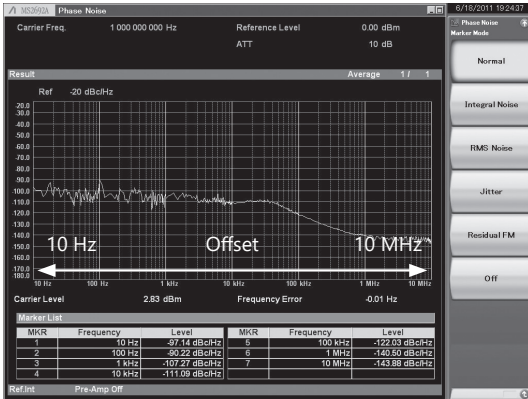 MS2692A Phase Noise 6/18/2011 19:24:37
Carrier Freq. 1 000 000 000 Hz Reference Level 0.00 dBm
ATT 10 dB
Phase Noise
Marker Mode
Normal
Integral Noise
RMS Noise
Jitter
Residual FM
Off
Result Average 1/ 1
Ref -20 dBc/Hz
-20.0
-30.0
-40.0
-50.0
-60.0
-70.0
-80.0
-90.0
-100.0
-110.0
-120.0
-130.0
-140.0
-150.0
-160.0
-170.0
-180.0
10 Hz Offset 10 MHz
10 Hz 100 Hz 1 kHz 10 kHz 100 kHz 1 MHz 10 MHz
Carrier Level 2.83 dBm Frequency Error -0.01 Hz
Marker List
MKR Frequency Level MKR Frequency Level
1 10 Hz -97.14 dBc/Hz 5 100 kHz -122.03 dBc/Hz
2 100 Hz -90.22 dBc/Hz 6 1 MHz -140.50 dBc/Hz
3 1 kHz -107.27 dBc/Hz 7 10 MHz -143.88 dBc/Hz
4 10 kHz -111.09 dBc/Hz
Ref.Int Pre-Amp Off